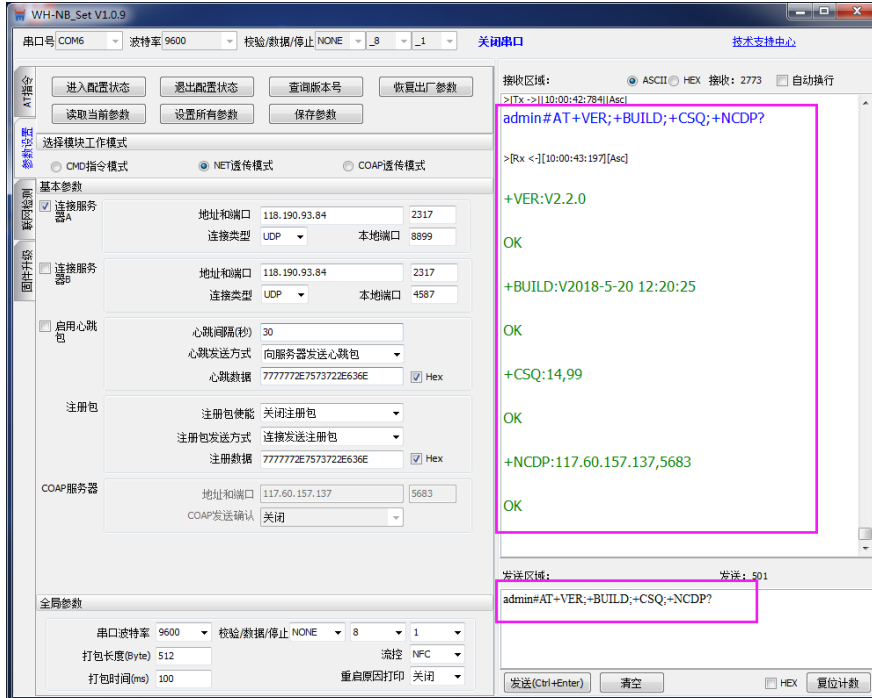 WH-NB_Set V1.0.9
串口号 COM6 波特率 9600 校验/数据/停止 NONE _8 _1 关闭串口 技术支持中心
AT指令
参数设置
联网检测
固件升级
进入配置状态 退出配置状态 查询版本号 恢复出厂参数
读取当前参数 设置所有参数 保存参数
选择模块工作模式
CMD指令模式 NET透传模式 COAP透传模式
基本参数
连接服务器A 地址和端口 118.190.93.84 2317
连接类型 UDP 本地端口 8899
连接服务器B 地址和端口 118.190.93.84 2317
连接类型 UDP 本地端口 4587
启用心跳包 心跳间隔(秒) 30
心跳发送方式 向服务器发送心跳包
心跳数据 7777772E7573722E636E Hex
注册包 注册包使能 关闭注册包
注册包发送方式 连接发送注册包
注册数据 7777772E7573722E636E Hex
COAP服务器 地址和端口 117.60.157.137 5683
COAP发送确认 关闭
全局参数
串口波特率 9600 校验/数据/停止 NONE 8 1
打包长度(Byte) 512 流控 NFC
打包时间(ms) 100 重启原因打印 关闭
接收区域: ASCII HEX 接收: 2773 自动换行
>[Tx ->][10:00:42:784][Asc]
admin#AT+VER;+BUILD;+CSQ;+NCDP?
>[Rx <-][10:00:43:197][Asc]
+VER:V2.2.0
OK
+BUILD:V2018-5-20 12:20:25
OK
+CSQ:14,99
OK
+NCDP:117.60.157.137,5683
OK
发送区域: 发送: 501
admin#AT+VER;+BUILD;+CSQ;+NCDP?
发送(Ctrl+Enter) 清空 HEX 复位计数